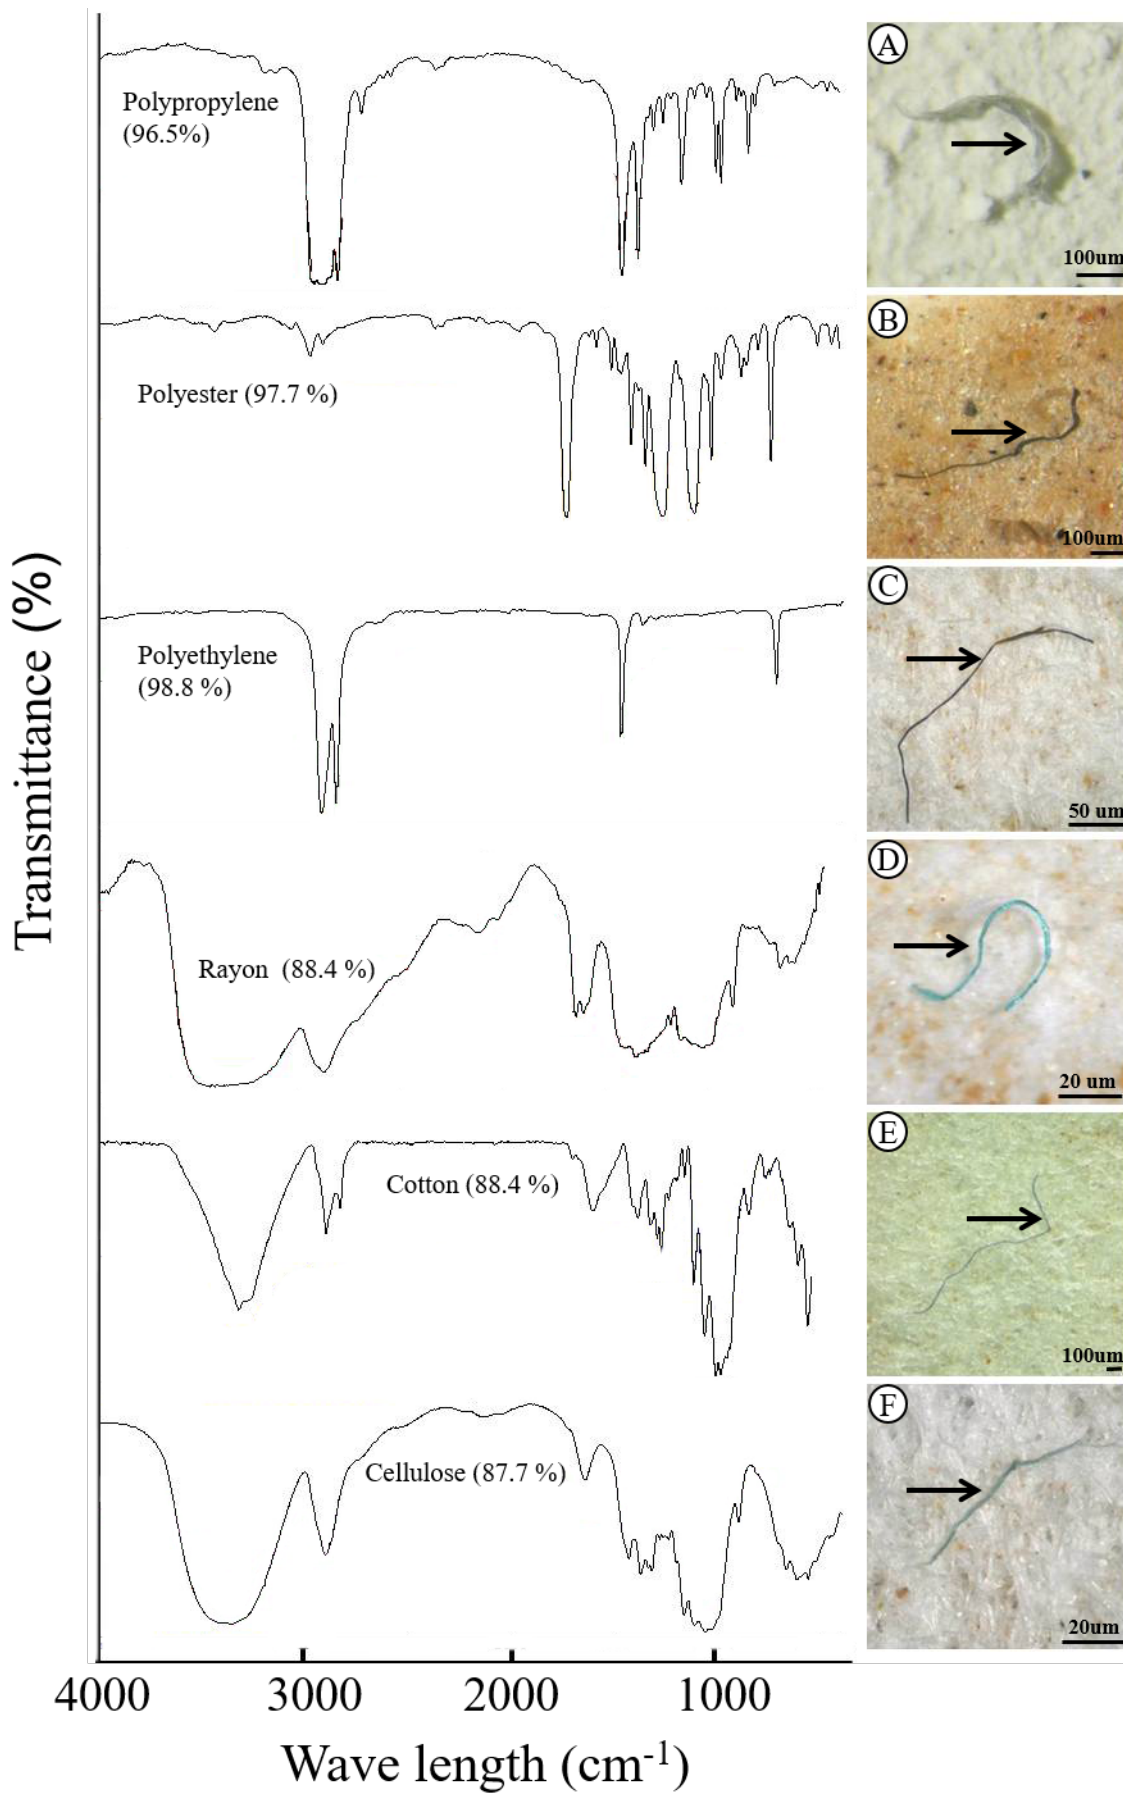 Transmittance (%)
Polypropylene
(96.5%)
Polyester (97.7 %)
Polyethylene
(98.8 %)
Rayon (88.4 %)
Cotton (88.4 %)
Cellulose (87.7 %)
4000
3000
2000
1000
Wave length (cm-1)
A
100um
B
100um
C
50 um
D
20 um
E
100um
F
20um